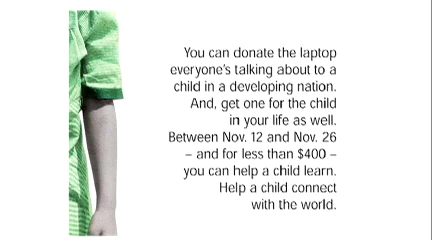 You can donate the laptop
everyone's talking about to a
child in a developing nation.
And, get one for the child
in your life as well.
Between Nov. 12 and Nov. 26
– and for less than $400 –
you can help a child learn.
Help a child connect
with the world.